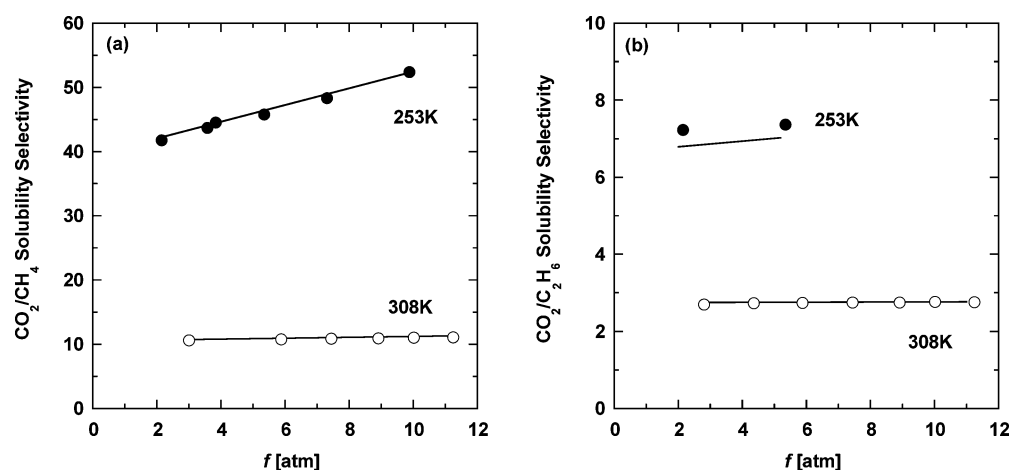 60
50
40
30
20
10
0
CO2/CH4 Solubility Selectivity
(a)
253K
308K
0 2 4 6 8 10 12
f [atm]
10
8
6
4
2
0
CO2/C2H6 Solubility Selectivity
(b)
253K
308K
0 2 4 6 8 10 12
f [atm]